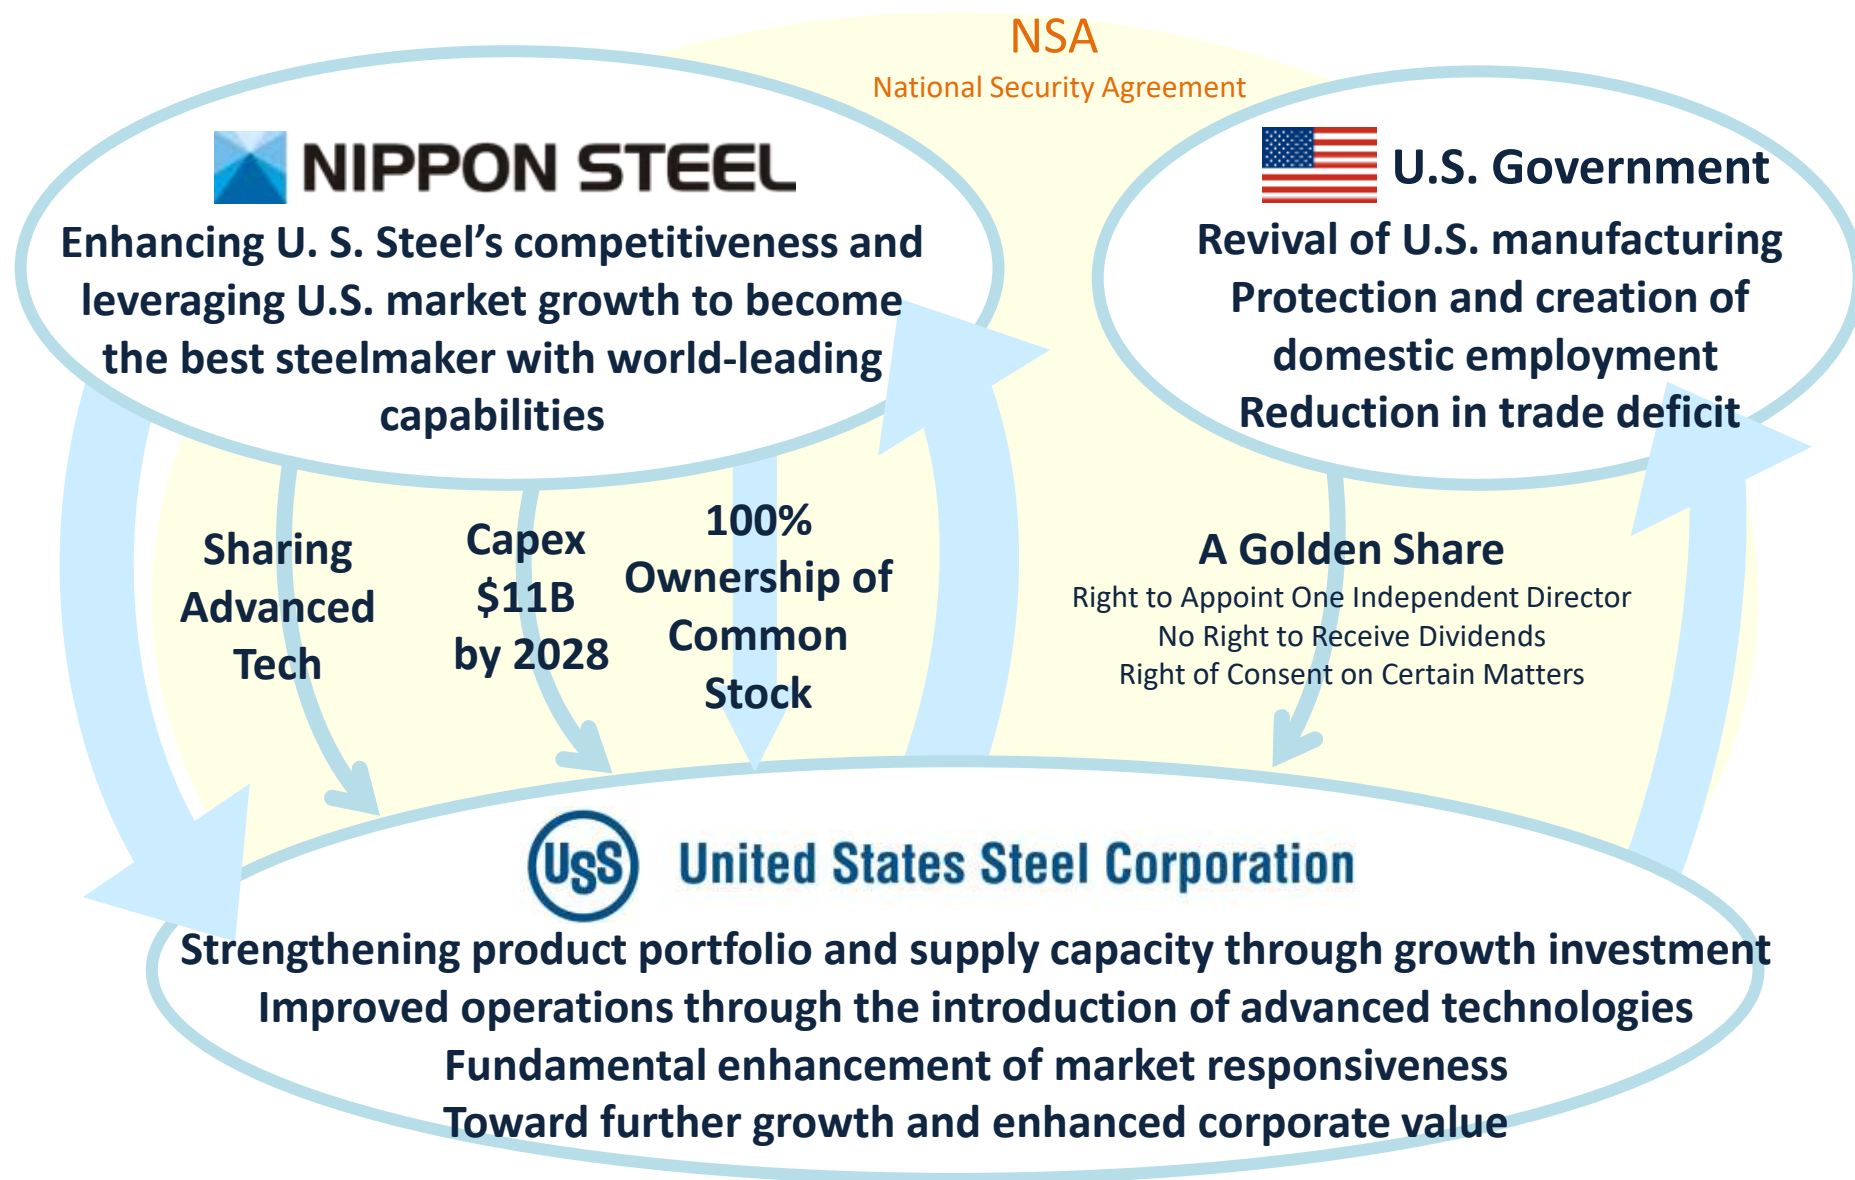 NSA
National Security Agreement
NIPPON STEEL
Enhancing U. S. Steel’s competitiveness and
leveraging U.S. market growth to become
the best steelmaker with world-leading
capabilities
U.S. Government
Revival of U.S. manufacturing
Protection and creation of
domestic employment
Reduction in trade deficit
Sharing
Advanced
Tech
Capex
$11B
by 2028
100%
Ownership of
Common
Stock
A Golden Share
Right to Appoint One Independent Director
No Right to Receive Dividends
Right of Consent on Certain Matters
USS
United States Steel Corporation
Strengthening product portfolio and supply capacity through growth investment
Improved operations through the introduction of advanced technologies
Fundamental enhancement of market responsiveness
Toward further growth and enhanced corporate value